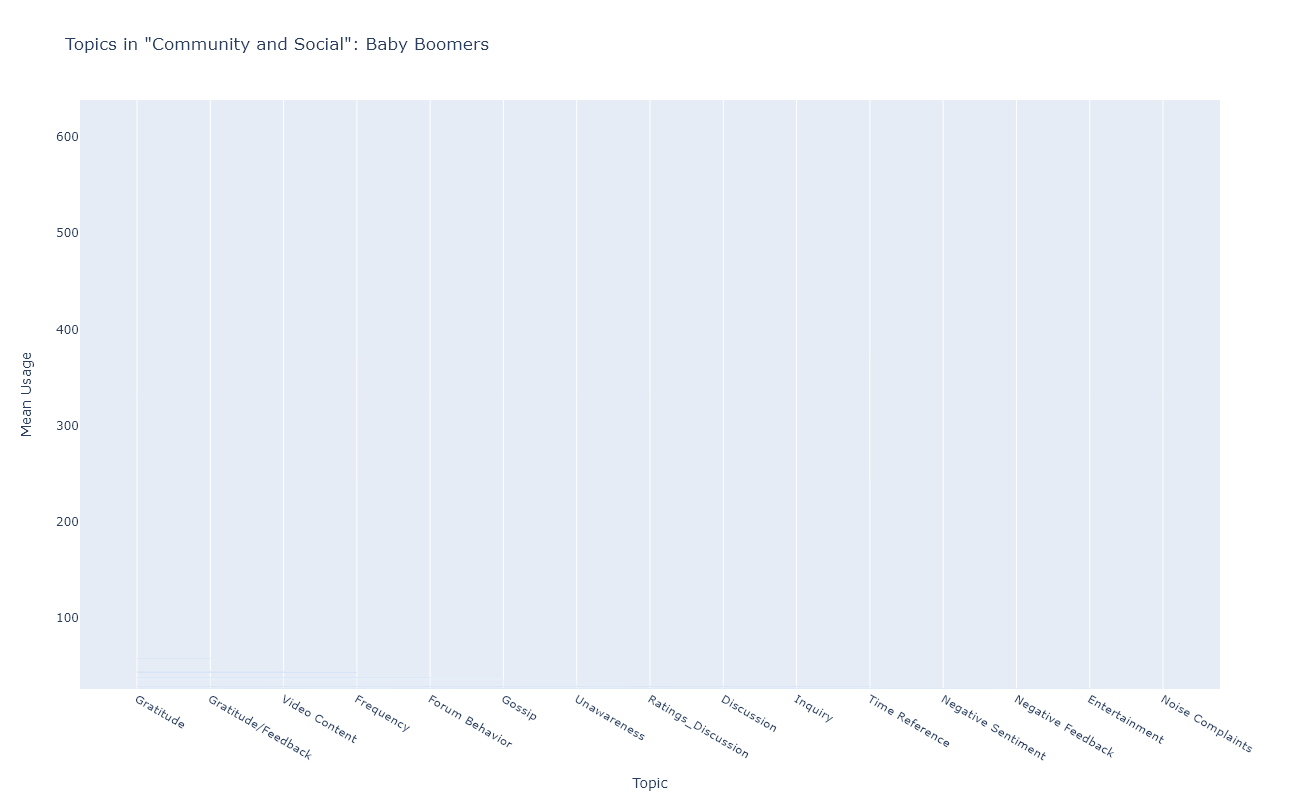 Topics in "Community and Social": Baby Boomers
600
500
400
300
200
100
Mean Usage
Gratitude
Gratitude/Feedback
Video Content
Frequency
Forum Behavior
Gossip
Unawareness
Ratings_Discussion
Discussion
Inquiry
Time Reference
Negative Sentiment
Negative Feedback
Entertainment
Noise Complaints
Topic